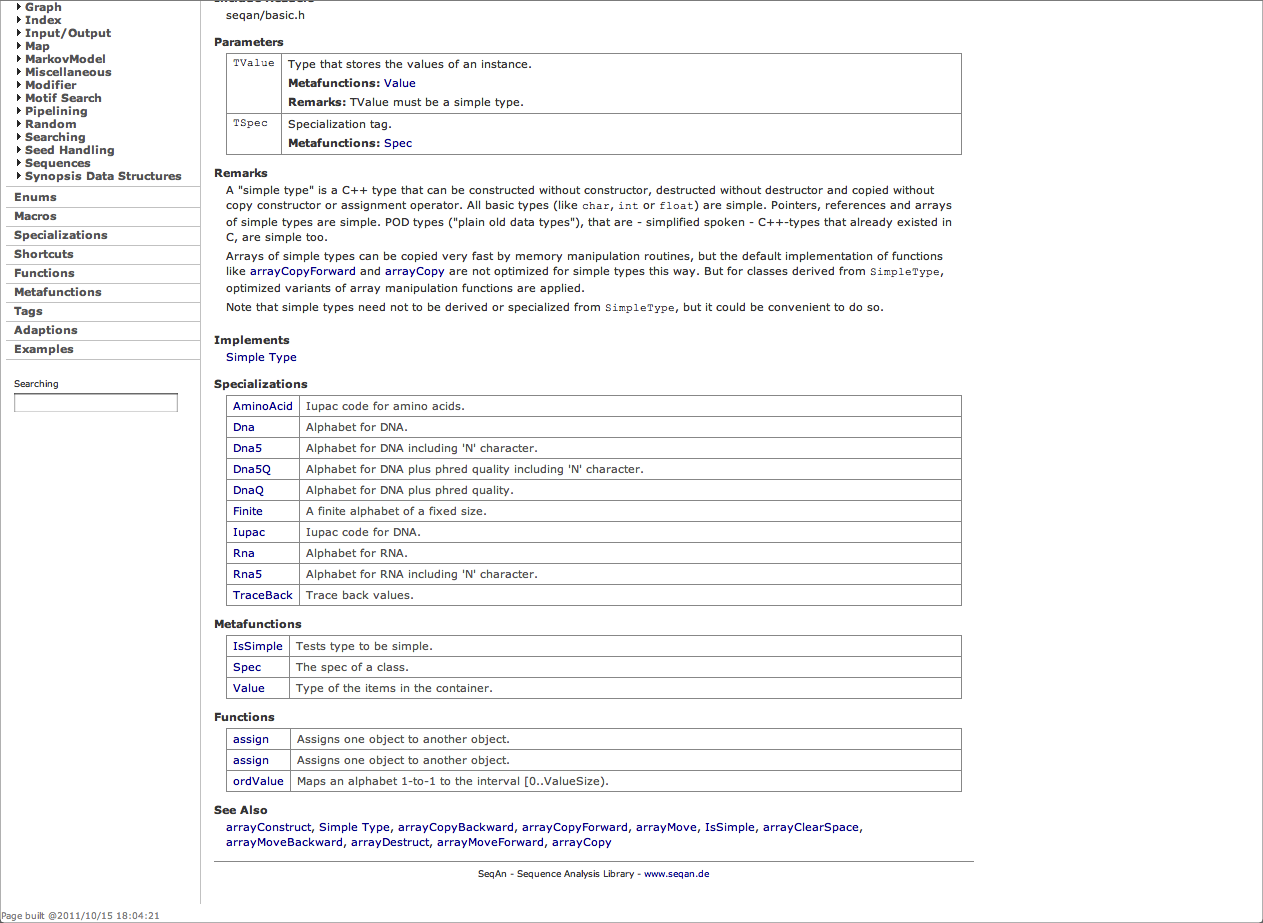 Graph
Index
Input/Output
Map
MarkovModel
Miscellaneous
Modifier
Motif Search
Pipelining
Random
Searching
Seed Handling
Sequences
Synopsis Data Structures
Enums
Macros
Specializations
Shortcuts
Functions
Metafunctions
Tags
Adaptions
Examples
Searching
seqan/basic.h
Parameters
TValue Type that stores the values of an instance.
Metafunctions: Value
Remarks: TValue must be a simple type.
TSpec Specialization tag.
Metafunctions: Spec
Remarks
A "simple type" is a C++ type that can be constructed without constructor, destructed without destructor and copied without
copy constructor or assignment operator. All basic types (like char, int or float) are simple. Pointers, references and arrays
of simple types are simple. POD types ("plain old data types"), that are - simplified spoken - C++-types that already existed in
C, are simple too.
Arrays of simple types can be copied very fast by memory manipulation routines, but the default implementation of functions
like arrayCopyForward and arrayCopy are not optimized for simple types this way. But for classes derived from SimpleType,
optimized variants of array manipulation functions are applied.
Note that simple types need not to be derived or specialized from SimpleType, but it could be convenient to do so.
Implements
Simple Type
Specializations
AminoAcid Iupac code for amino acids.
Dna Alphabet for DNA.
Dna5 Alphabet for DNA including 'N' character.
Dna5Q Alphabet for DNA plus phred quality including 'N' character.
DnaQ Alphabet for DNA plus phred quality.
Finite A finite alphabet of a fixed size.
Iupac Iupac code for DNA.
Rna Alphabet for RNA.
Rna5 Alphabet for RNA including 'N' character.
TraceBack Trace back values.
Metafunctions
IsSimple Tests type to be simple.
Spec The spec of a class.
Value Type of the items in the container.
Functions
assign Assigns one object to another object.
assign Assigns one object to another object.
ordValue Maps an alphabet 1-to-1 to the interval [0..ValueSize).
See Also
arrayConstruct, Simple Type, arrayCopyBackward, arrayCopyForward, arrayMove, IsSimple, arrayClearSpace,
arrayMoveBackward, arrayDestruct, arrayMoveForward, arrayCopy
SeqAn - Sequence Analysis Library - www.seqan.de
Page built @2011/10/15 18:04:21